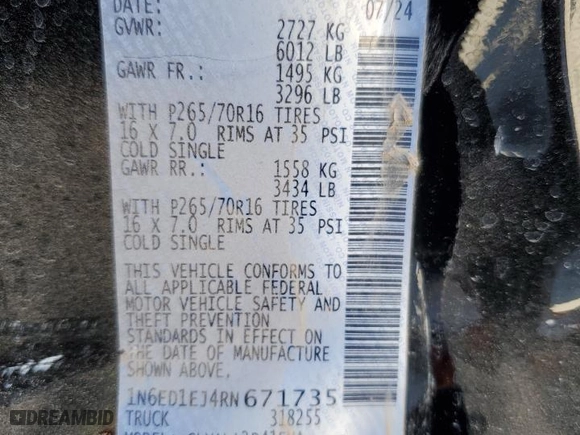 DATE: 07/24
GVWR: 2727 KG
6012 LB
GAWR FR.: 1495 KG
3296 LB
WITH P265/70R16 TIRES
16 X 7.0 RIMS AT 35 PSI
COLD SINGLE
GAWR RR.: 1558 KG
3434 LB
WITH P265/70R16 TIRES
16 X 7.0 RIMS AT 35 PSI
COLD SINGLE
THIS VEHICLE CONFORMS TO
ALL APPLICABLE FEDERAL
MOTOR VEHICLE SAFETY AND
THEFT PREVENTION
STANDARDS IN EFFECT ON
THE DATE OF MANUFACTURE
SHOWN ABOVE.
1N6ED1EJ4RN671735
TRUCK 318255